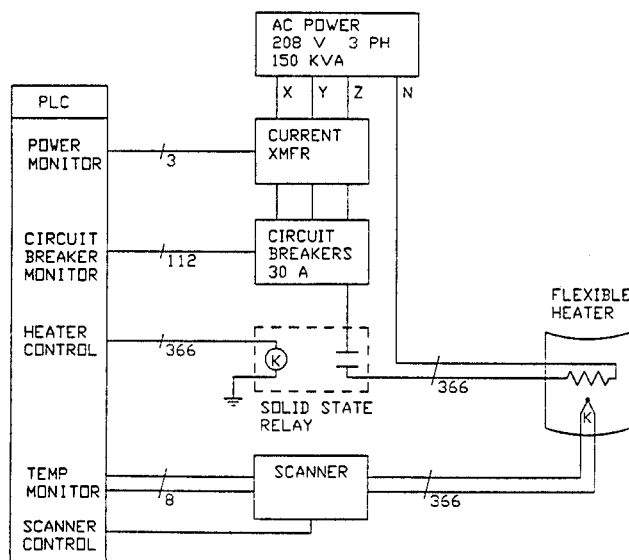 AC POWER
208 V 3 PH
150 KVA
X Y Z N
PLC
POWER
MONITOR
3
CURRENT
XMFR
CIRCUIT
BREAKER
MONITOR
112
CIRCUIT
BREAKERS
30 A
FLEXIBLE
HEATER
HEATER
CONTROL
366
K
366
SOLID STATE
RELAY
K
TEMP
MONITOR
8
SCANNER
366
SCANNER
CONTROL